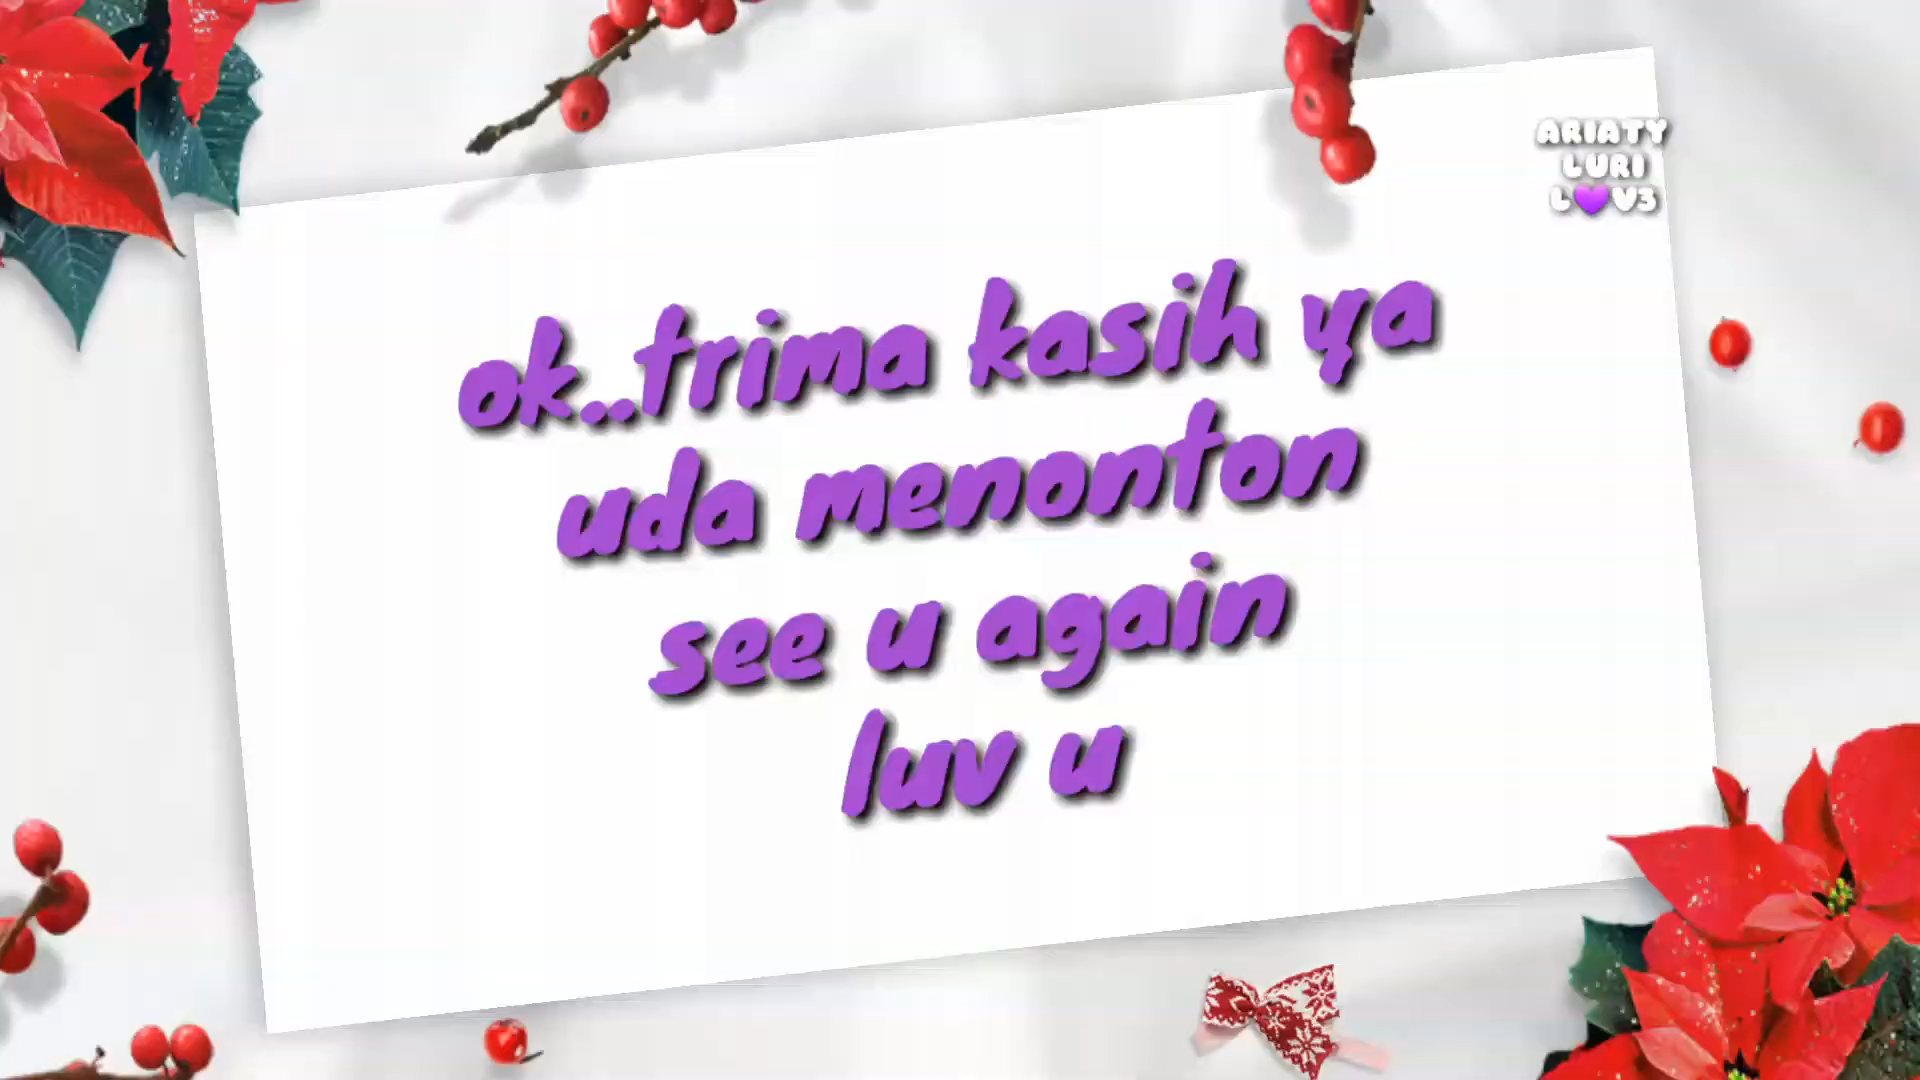 ARIATY
LURI
L💜V3
ok..trima kasih ya
uda menonton
see u again
luv u